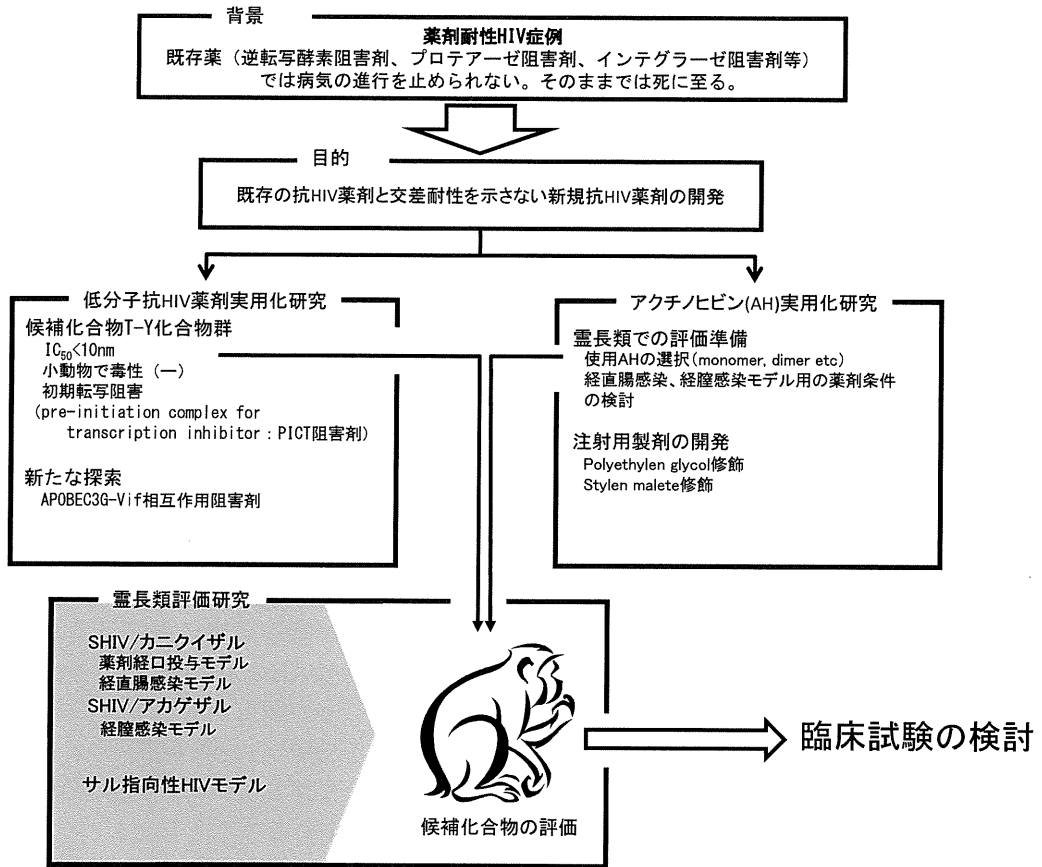 背景
薬剤耐性HIV症例
既存薬（逆転写酵素阻害剤、プロテアーゼ阻害剤、インテグラーゼ阻害剤等）
では病気の進行を止められない。そのままでは死に至る。
目的
既存の抗HIV薬剤と交差耐性を示さない新規抗HIV薬剤の開発
低分子抗HIV薬剤実用化研究
候補化合物T-Y化合物群
IC50<10nm
小動物で毒性（ー）
初期転写阻害
(pre-initiation complex for
transcription inhibitor：PICT阻害剤)
新たな探索
APOBEC3G-Vif相互作用阻害剤
アクチノヒビン(AH)実用化研究
霊長類での評価準備
使用AHの選択(monomer, dimer etc)
経直腸感染、経膣感染モデル用の薬剤条件
の検討
注射用製剤の開発
Polyethylen glycol修飾
Stylen malete修飾
霊長類評価研究
SHIV/カニクイザル
薬剤経口投与モデル
経直腸感染モデル
SHIV/アカゲザル
経膣感染モデル
サル指向性HIVモデル
候補化合物の評価
臨床試験の検討